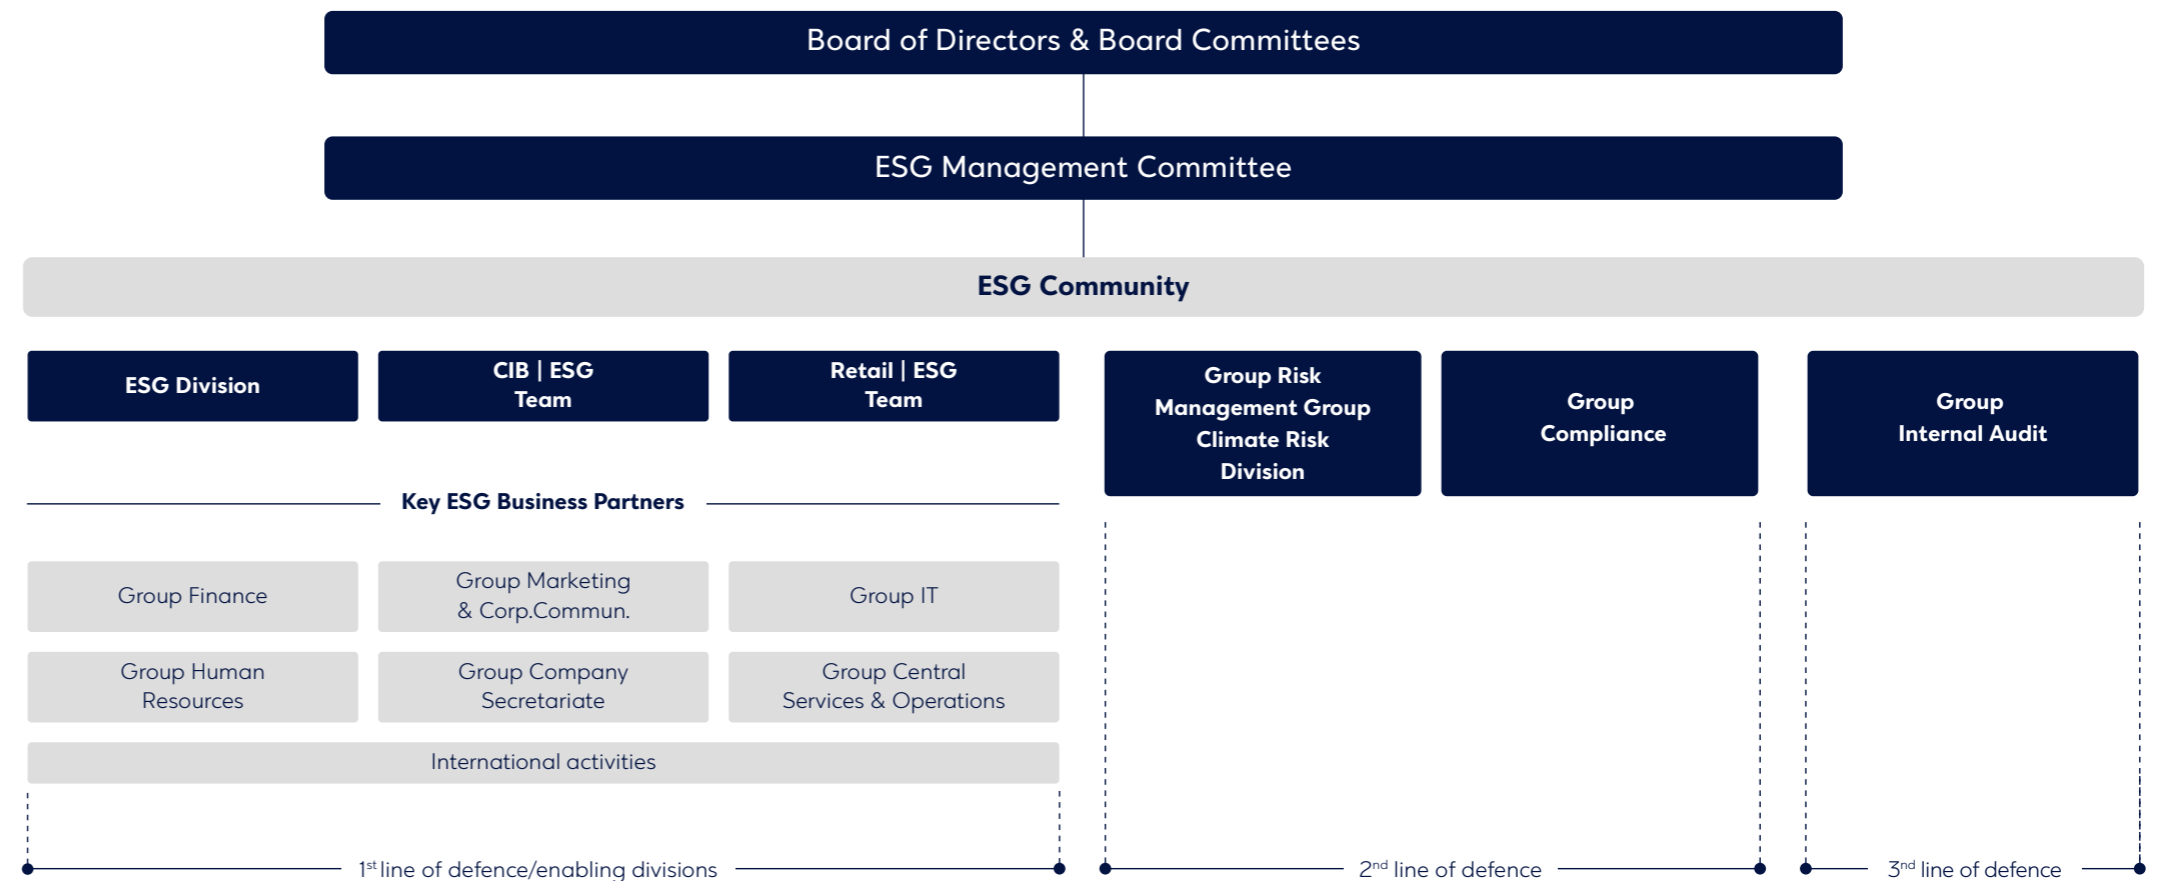 Board of Directors & Board Committees
ESG Management Committee
ESG Community
ESG Division
CIB | ESG
Team
Retail | ESG
Team
Group Risk
Management Group
Climate Risk
Division
Group
Compliance
Group
Internal Audit
Key ESG Business Partners
Group Finance
Group Marketing
& Corp.Commun.
Group IT
Group Human
Resources
Group Company
Secretariate
Group Central
Services & Operations
International activities
1st line of defence/enabling divisions
2nd line of defence
3nd line of defence